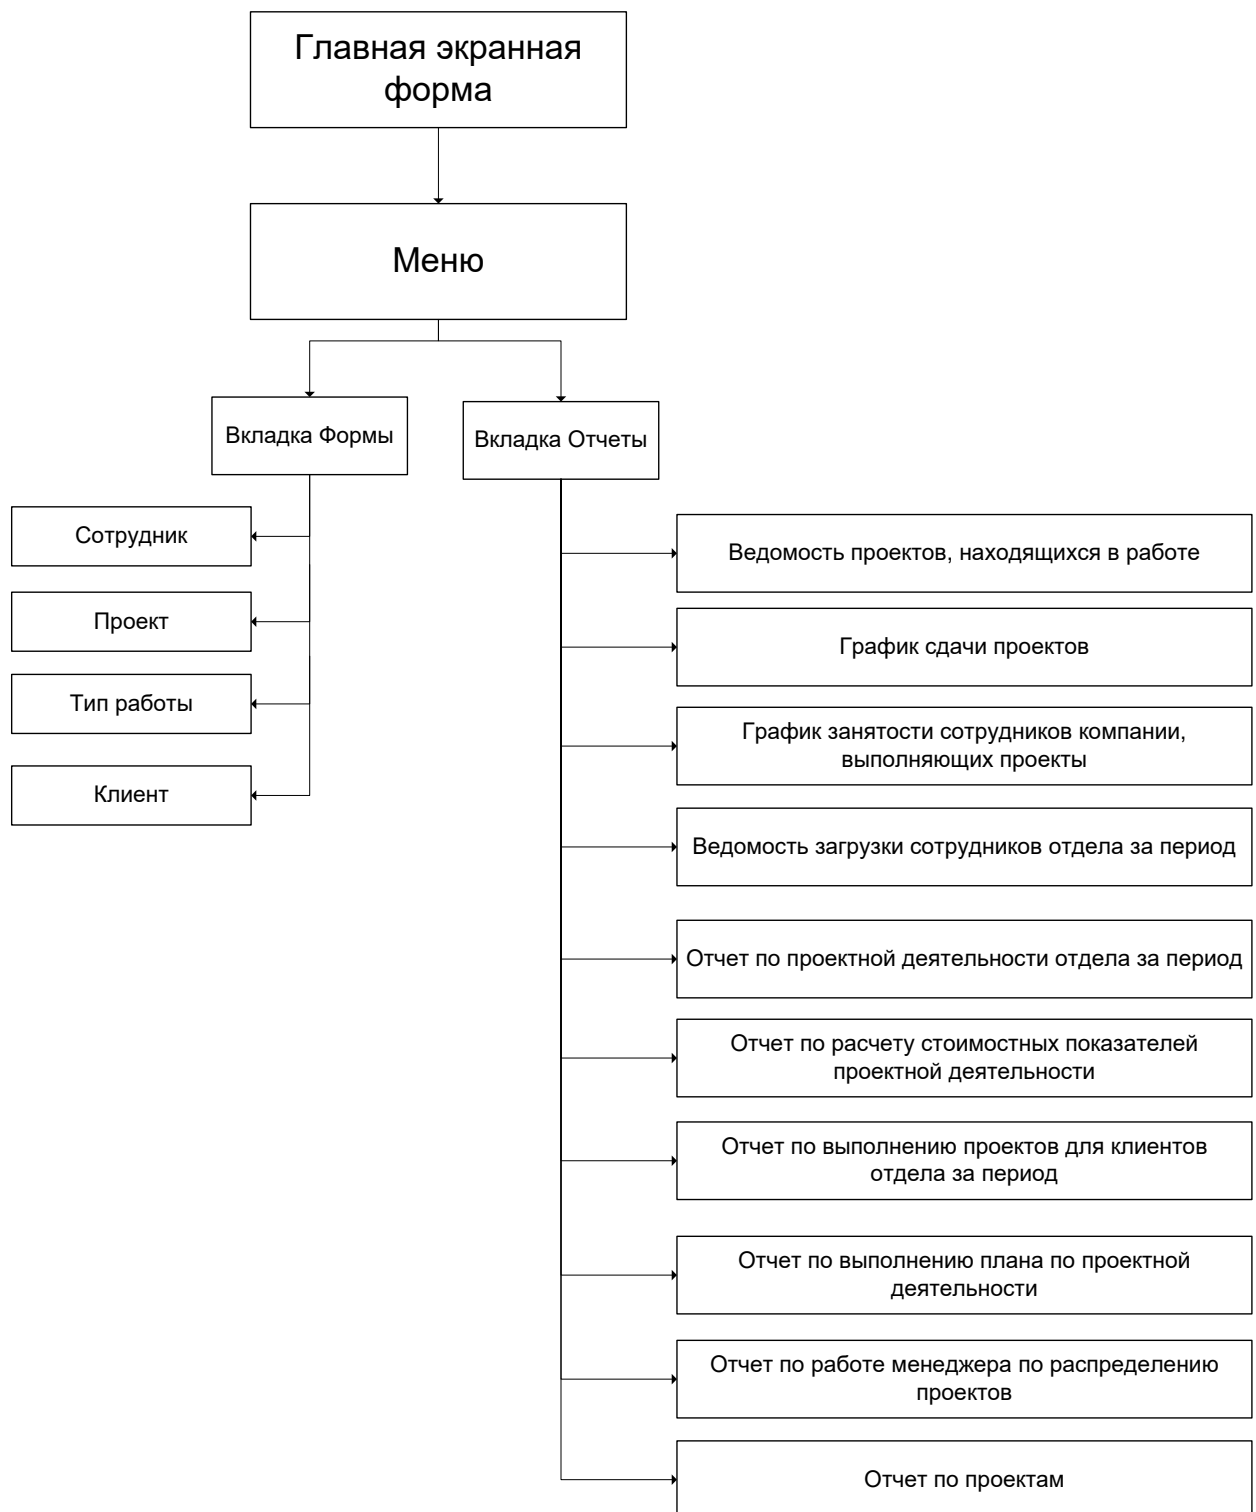 Главная экранная
форма
Меню
Вкладка Формы
Вкладка Отчеты
Сотрудник
Проект
Тип работы
Клиент
Ведомость проектов, находящихся в работе
График сдачи проектов
График занятости сотрудников компании,
выполняющих проекты
Ведомость загрузки сотрудников отдела за период
Отчет по проектной деятельности отдела за период
Отчет по расчету стоимостных показателей
проектной деятельности
Отчет по выполнению проектов для клиентов
отдела за период
Отчет по выполнению плана по проектной
деятельности
Отчет по работе менеджера по распределению
проектов
Отчет по проектам